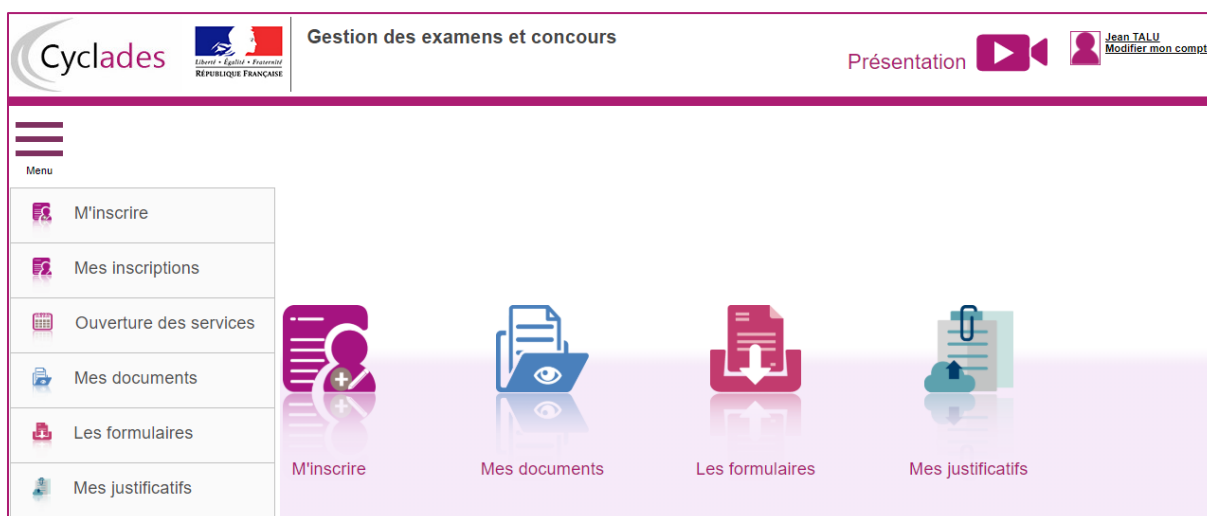 Cyclades
Liberté • Égalité • Fraternité
RÉPUBLIQUE FRANÇAISE
Gestion des examens et concours
Présentation
Jean TALU
Modifier mon compt
Menu
M'inscrire
Mes inscriptions
Ouverture des services
Mes documents
Les formulaires
Mes justificatifs
M'inscrire
Mes documents
Les formulaires
Mes justificatifs